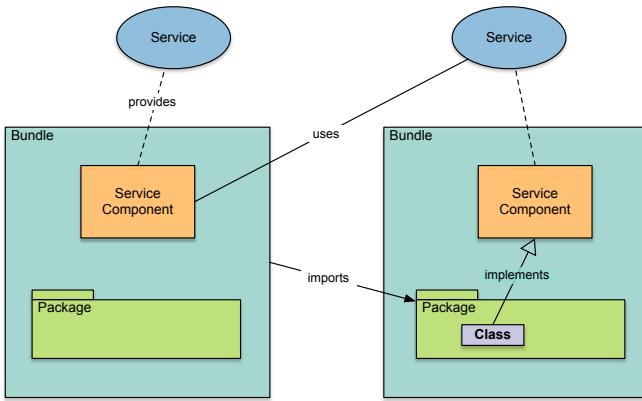 Service
Service
provides
uses
Bundle
Bundle
Service
Component
Service
Component
imports
implements
Package
Package
Class